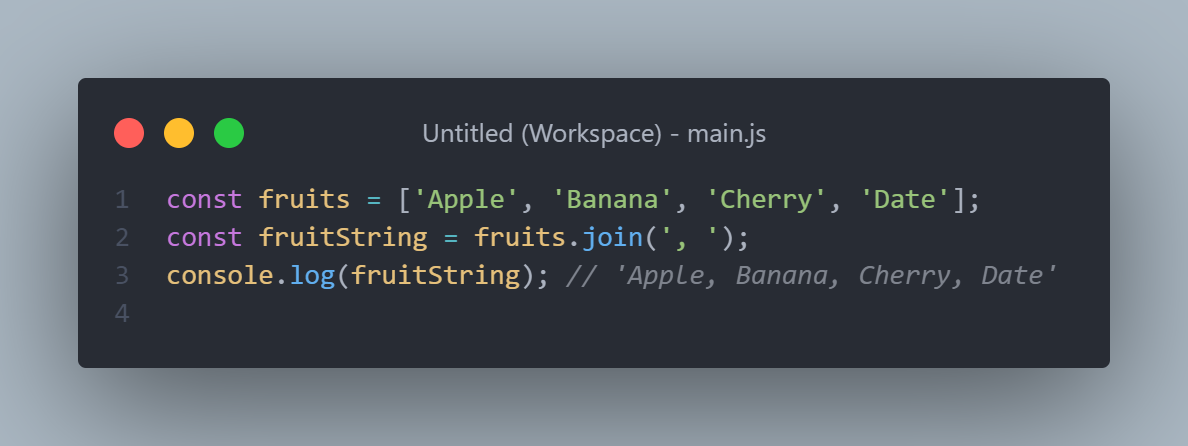 Untitled (Workspace) - main.js
1 const fruits = ['Apple', 'Banana', 'Cherry', 'Date'];
2 const fruitString = fruits.join(', ');
3 console.log(fruitString); // 'Apple, Banana, Cherry, Date'
4